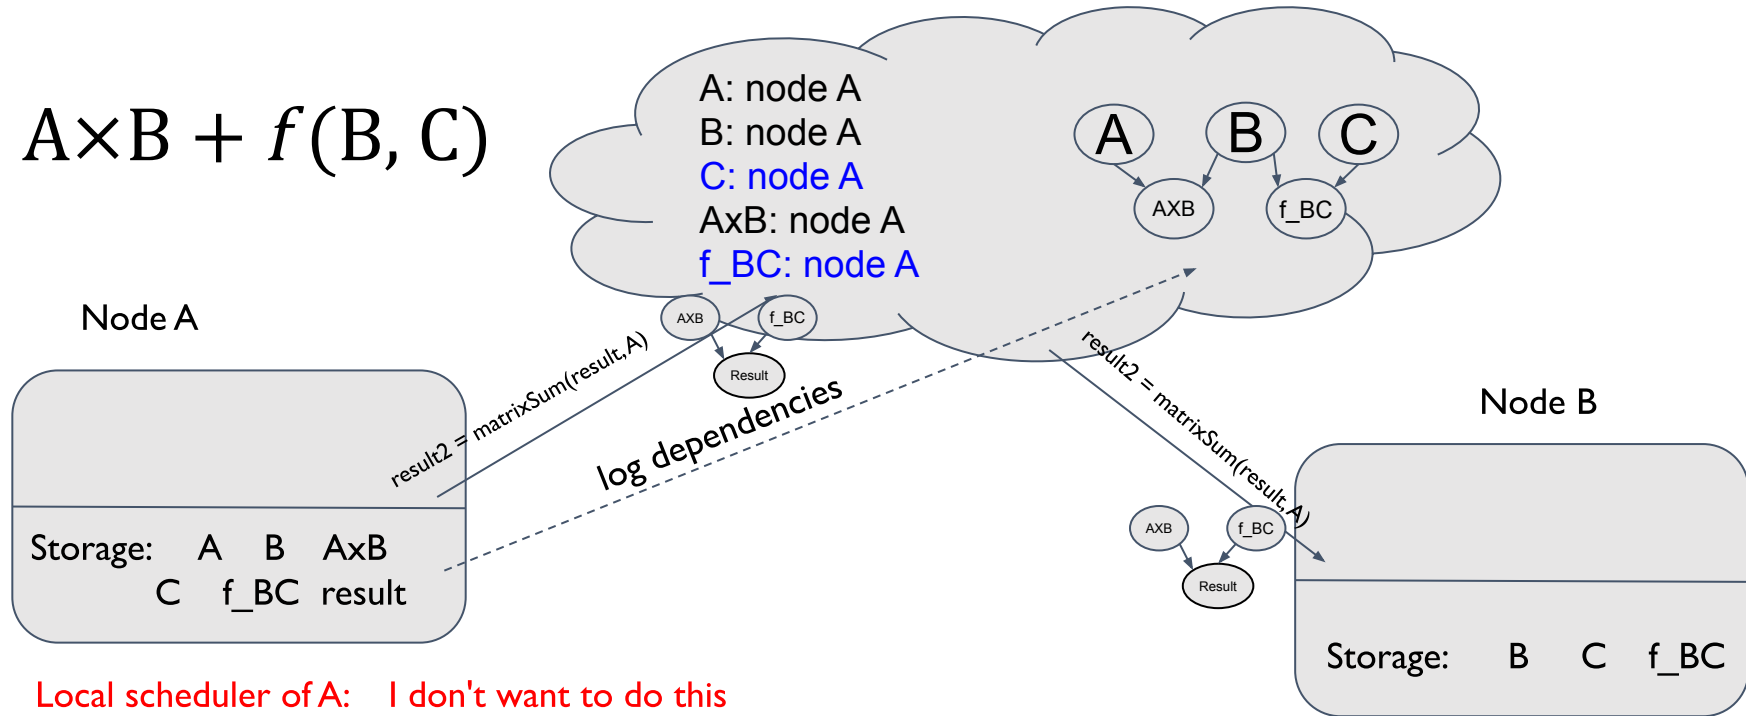 A×B + f(B, C)
A: node A
B: node A
C: node A
AxB: node A
f_BC: node A
A
B
C
AXB
f_BC
Node A
AXB
f_BC
Result
result2 = matrixSum(result,A)
log dependencies
result2 = matrixSum(result, A)
Node B
AXB
f_BC
Result
Storage: A B AxB
C f_BC result
Storage: B C f_BC
Local scheduler of A: I don't want to do this